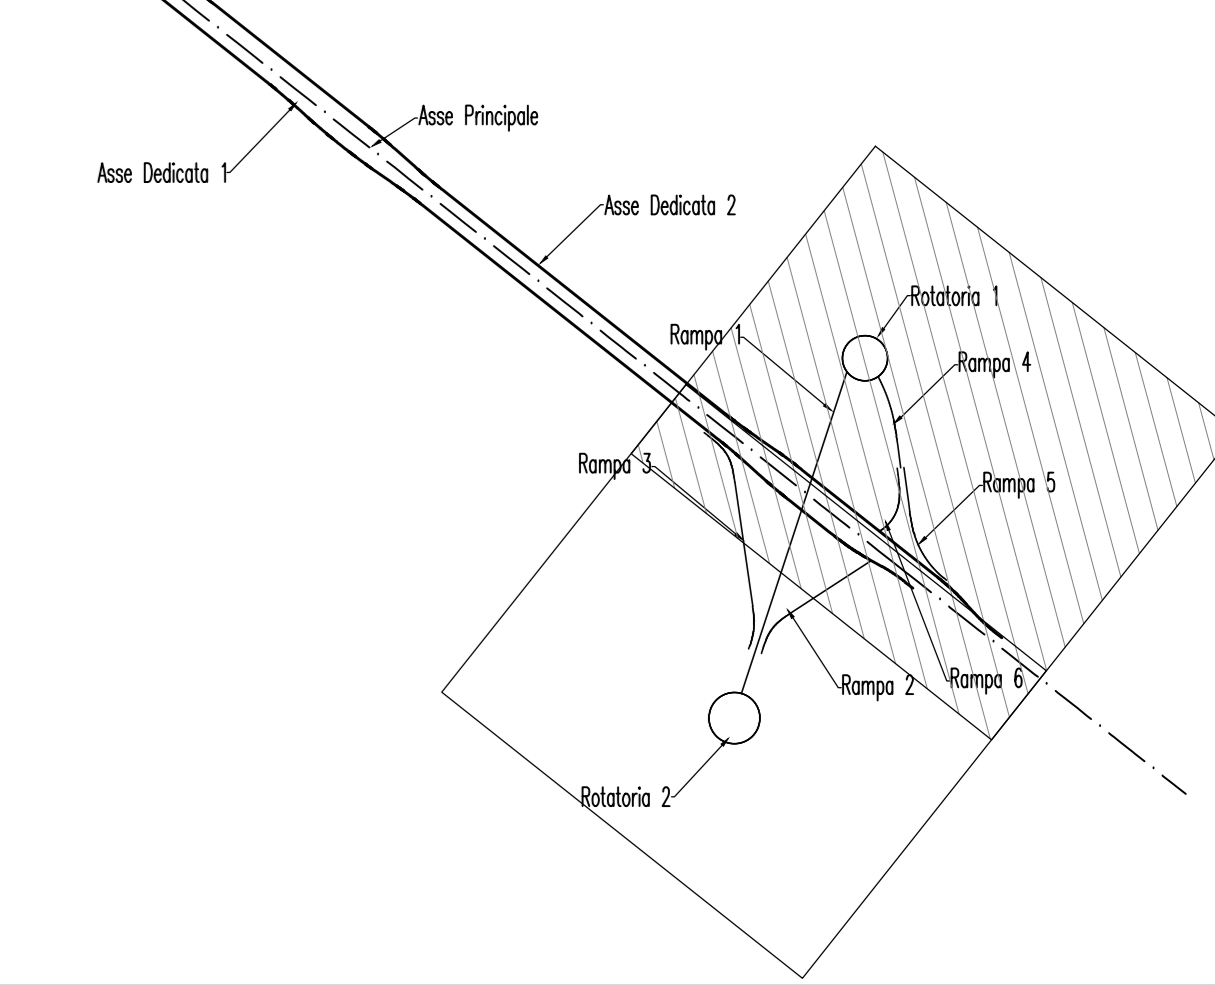 Asse Principale
Asse Dedicata 1
Asse Dedicata 2
Rotatoria 1
Rampa 1
Rampa 4
Rampa 3
Rampa 5
Rampa 6
Rampa 2
Rotatoria 2